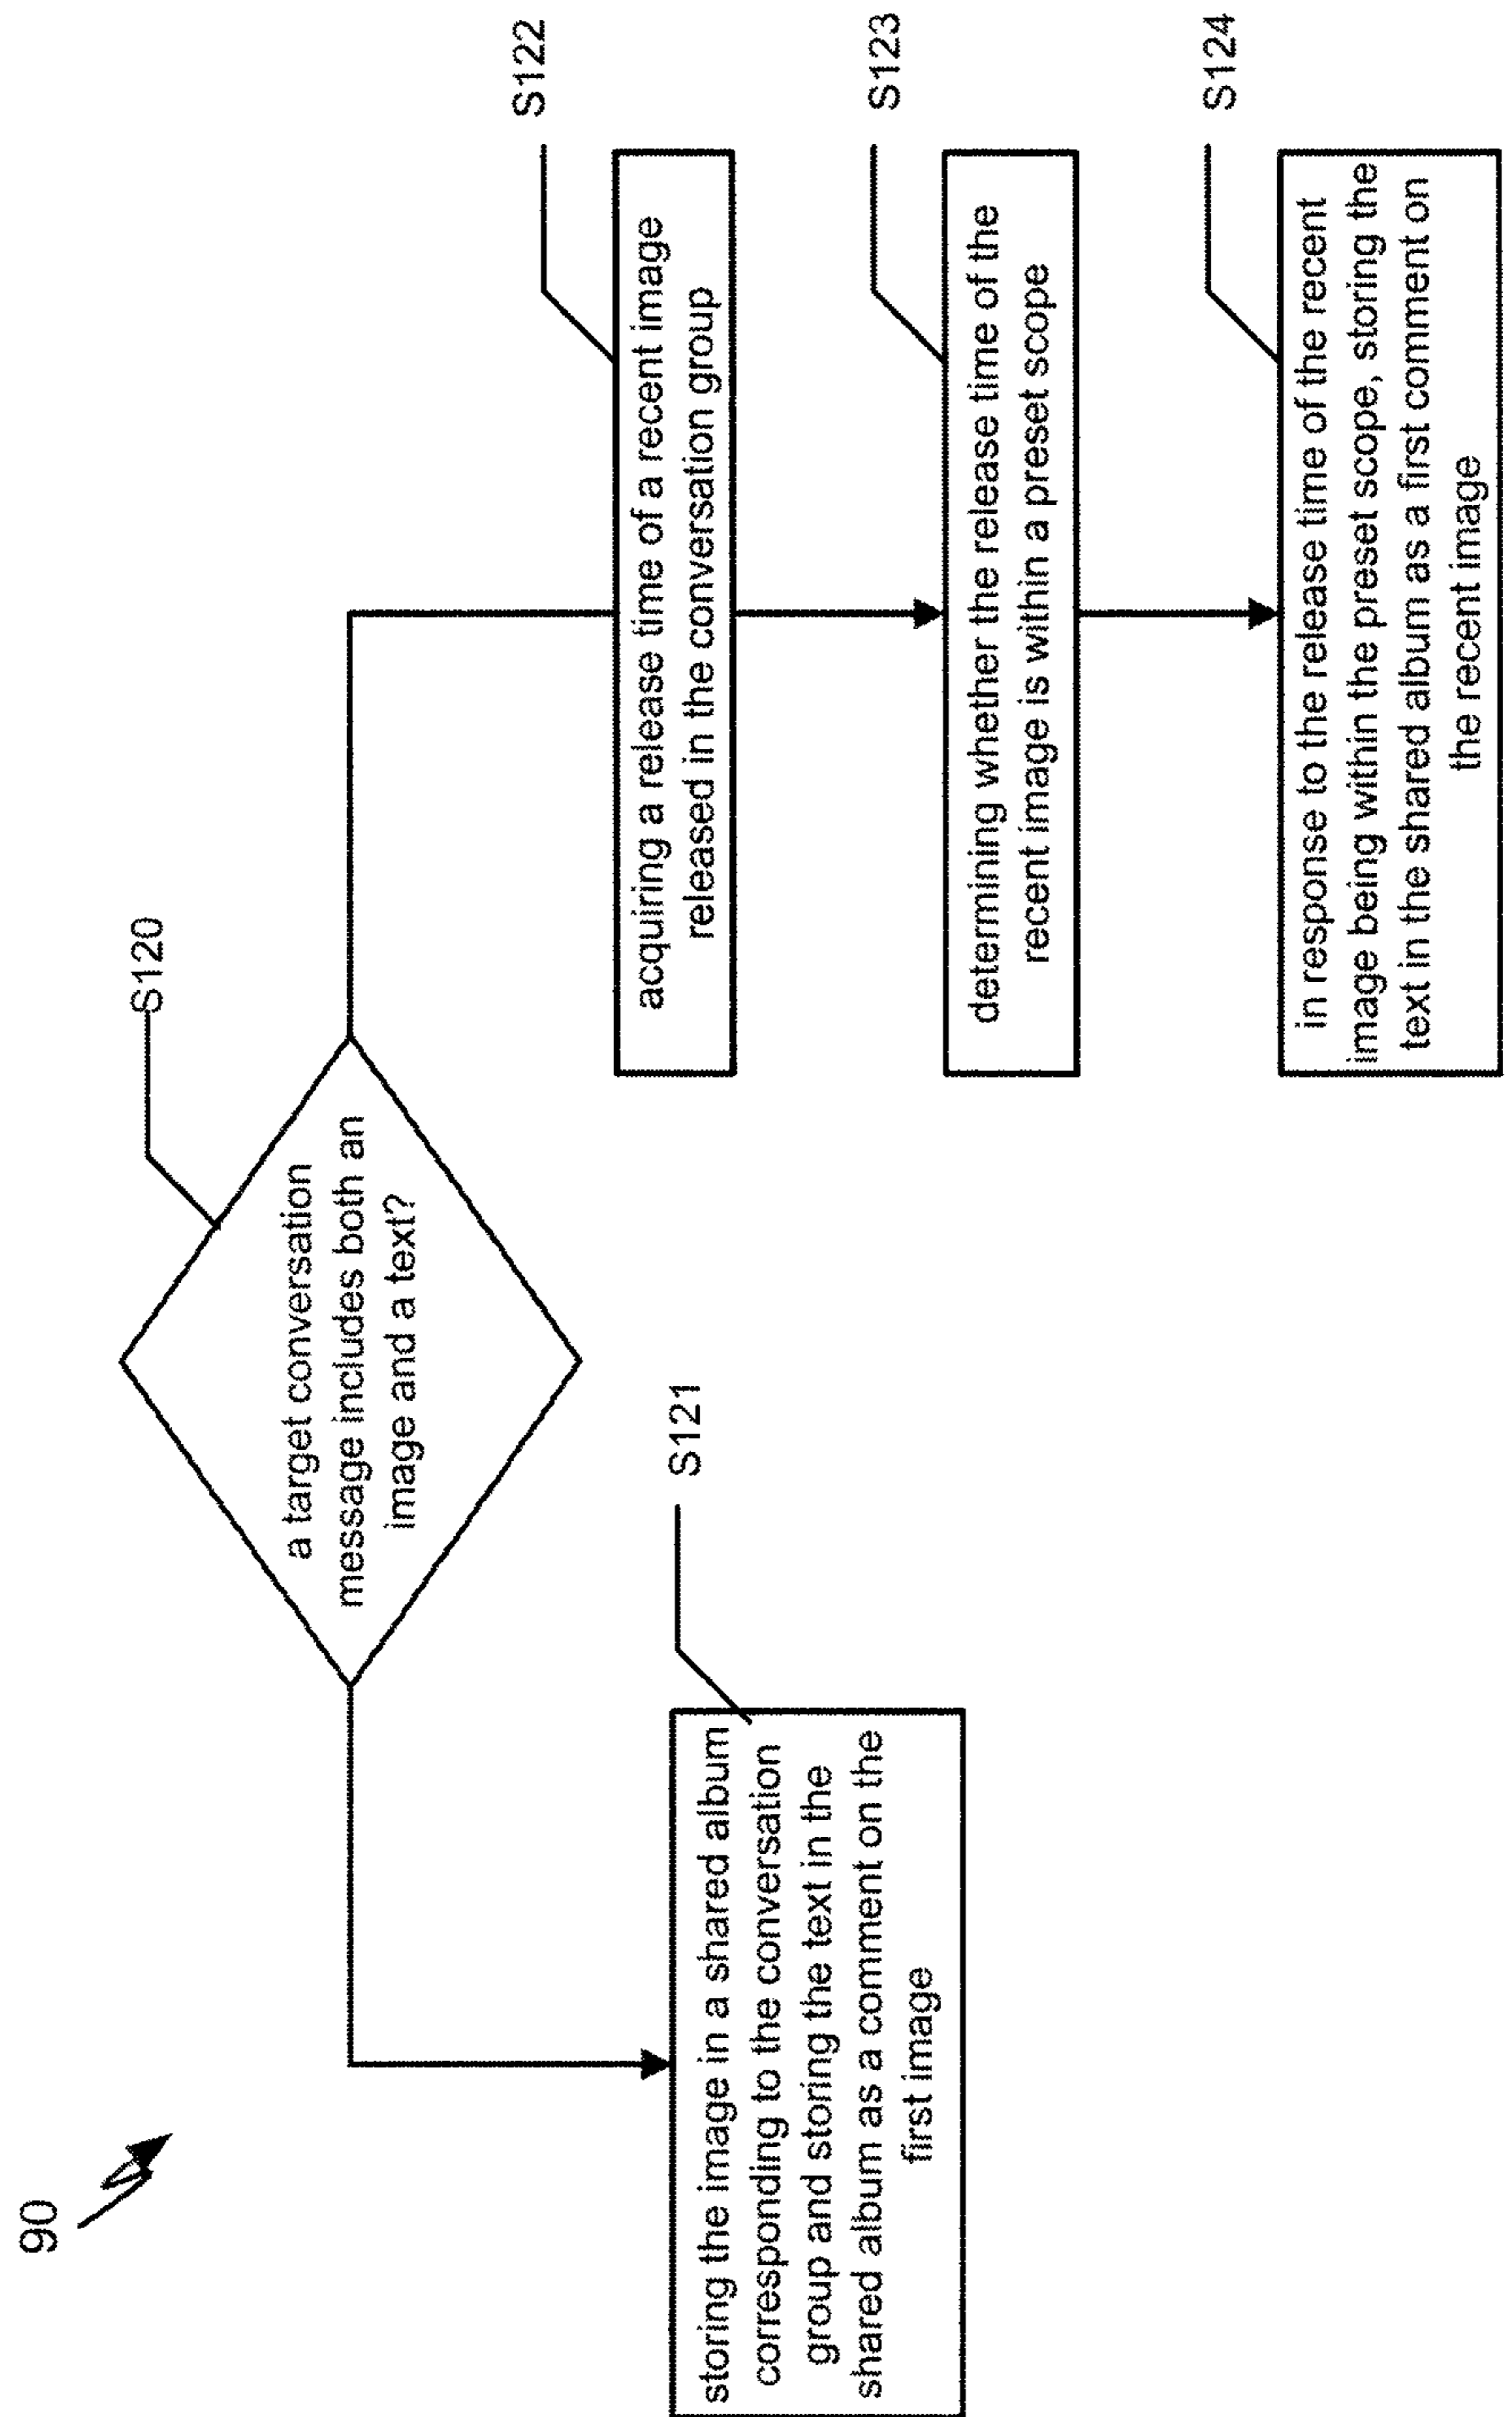 90
S120
a target conversation
message includes both an
image and a text?
S121
storing the image in a shared album
corresponding to the conversation
group and storing the text in the
shared album as a comment on the
first image
S122
acquiring a release time of a recent image
released in the conversation group
S123
determining whether the release time of the
recent image is within a preset scope
S124
in response to the release time of the recent
image being within the preset scope, storing the
text in the shared album as a first comment on
the recent image